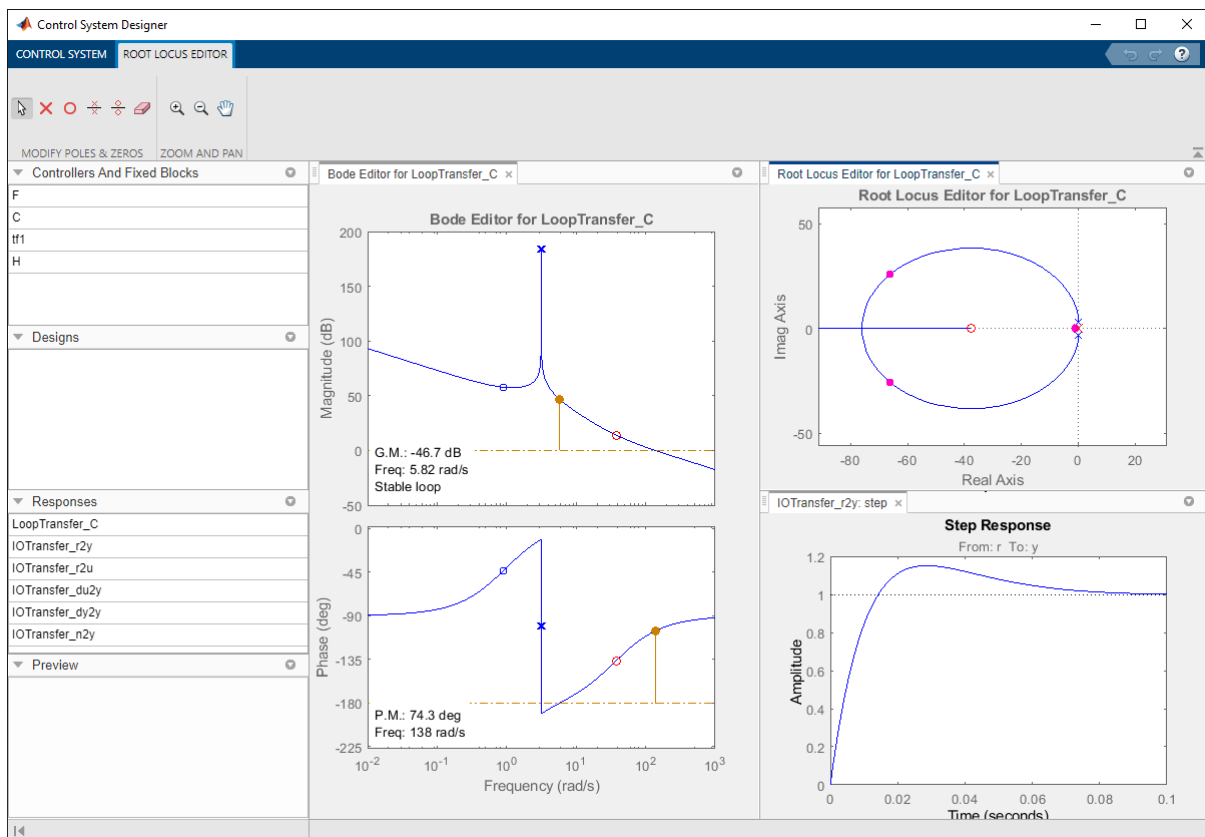 Control System Designer
CONTROL SYSTEM
ROOT LOCUS EDITOR
?
MODIFY POLES & ZEROS
ZOOM AND PAN
Controllers And Fixed Blocks
F
C
tf1
H
Designs
Responses
LoopTransfer_C
IOTransfer_r2y
IOTransfer_r2u
IOTransfer_du2y
IOTransfer_dy2y
IOTransfer_n2y
Preview
Bode Editor for LoopTransfer_C
Bode Editor for LoopTransfer_C
200
150
100
50
0
-50
Magnitude (dB)
G.M.: -46.7 dB
Freq: 5.82 rad/s
Stable loop
0
-45
-90
-135
-180
-225
Phase (deg)
P.M.: 74.3 deg
Freq: 138 rad/s
10^-2 10^-1 10^0 10^1 10^2 10^3
Frequency (rad/s)
Root Locus Editor for LoopTransfer_C
Root Locus Editor for LoopTransfer_C
50
0
-50
Imag Axis
-80 -60 -40 -20 0 20
Real Axis
IOTransfer_r2y: step
Step Response
From: r To: y
1.2
1
0.8
0.6
0.4
0.2
0
Amplitude
0 0.02 0.04 0.06 0.08 0.1
Time (seconds)